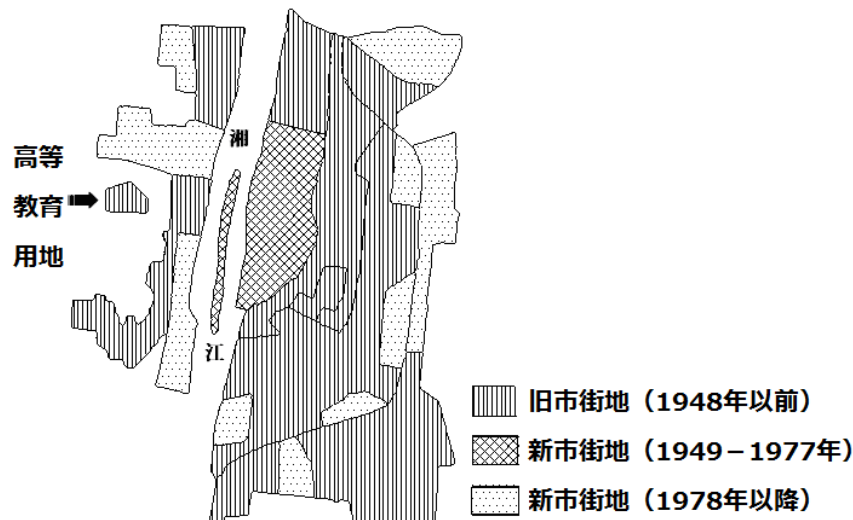 湘
高等
教育
用地
江
旧市街地（1948年以前）
新市街地（1949－1977年）
新市街地（1978年以降）